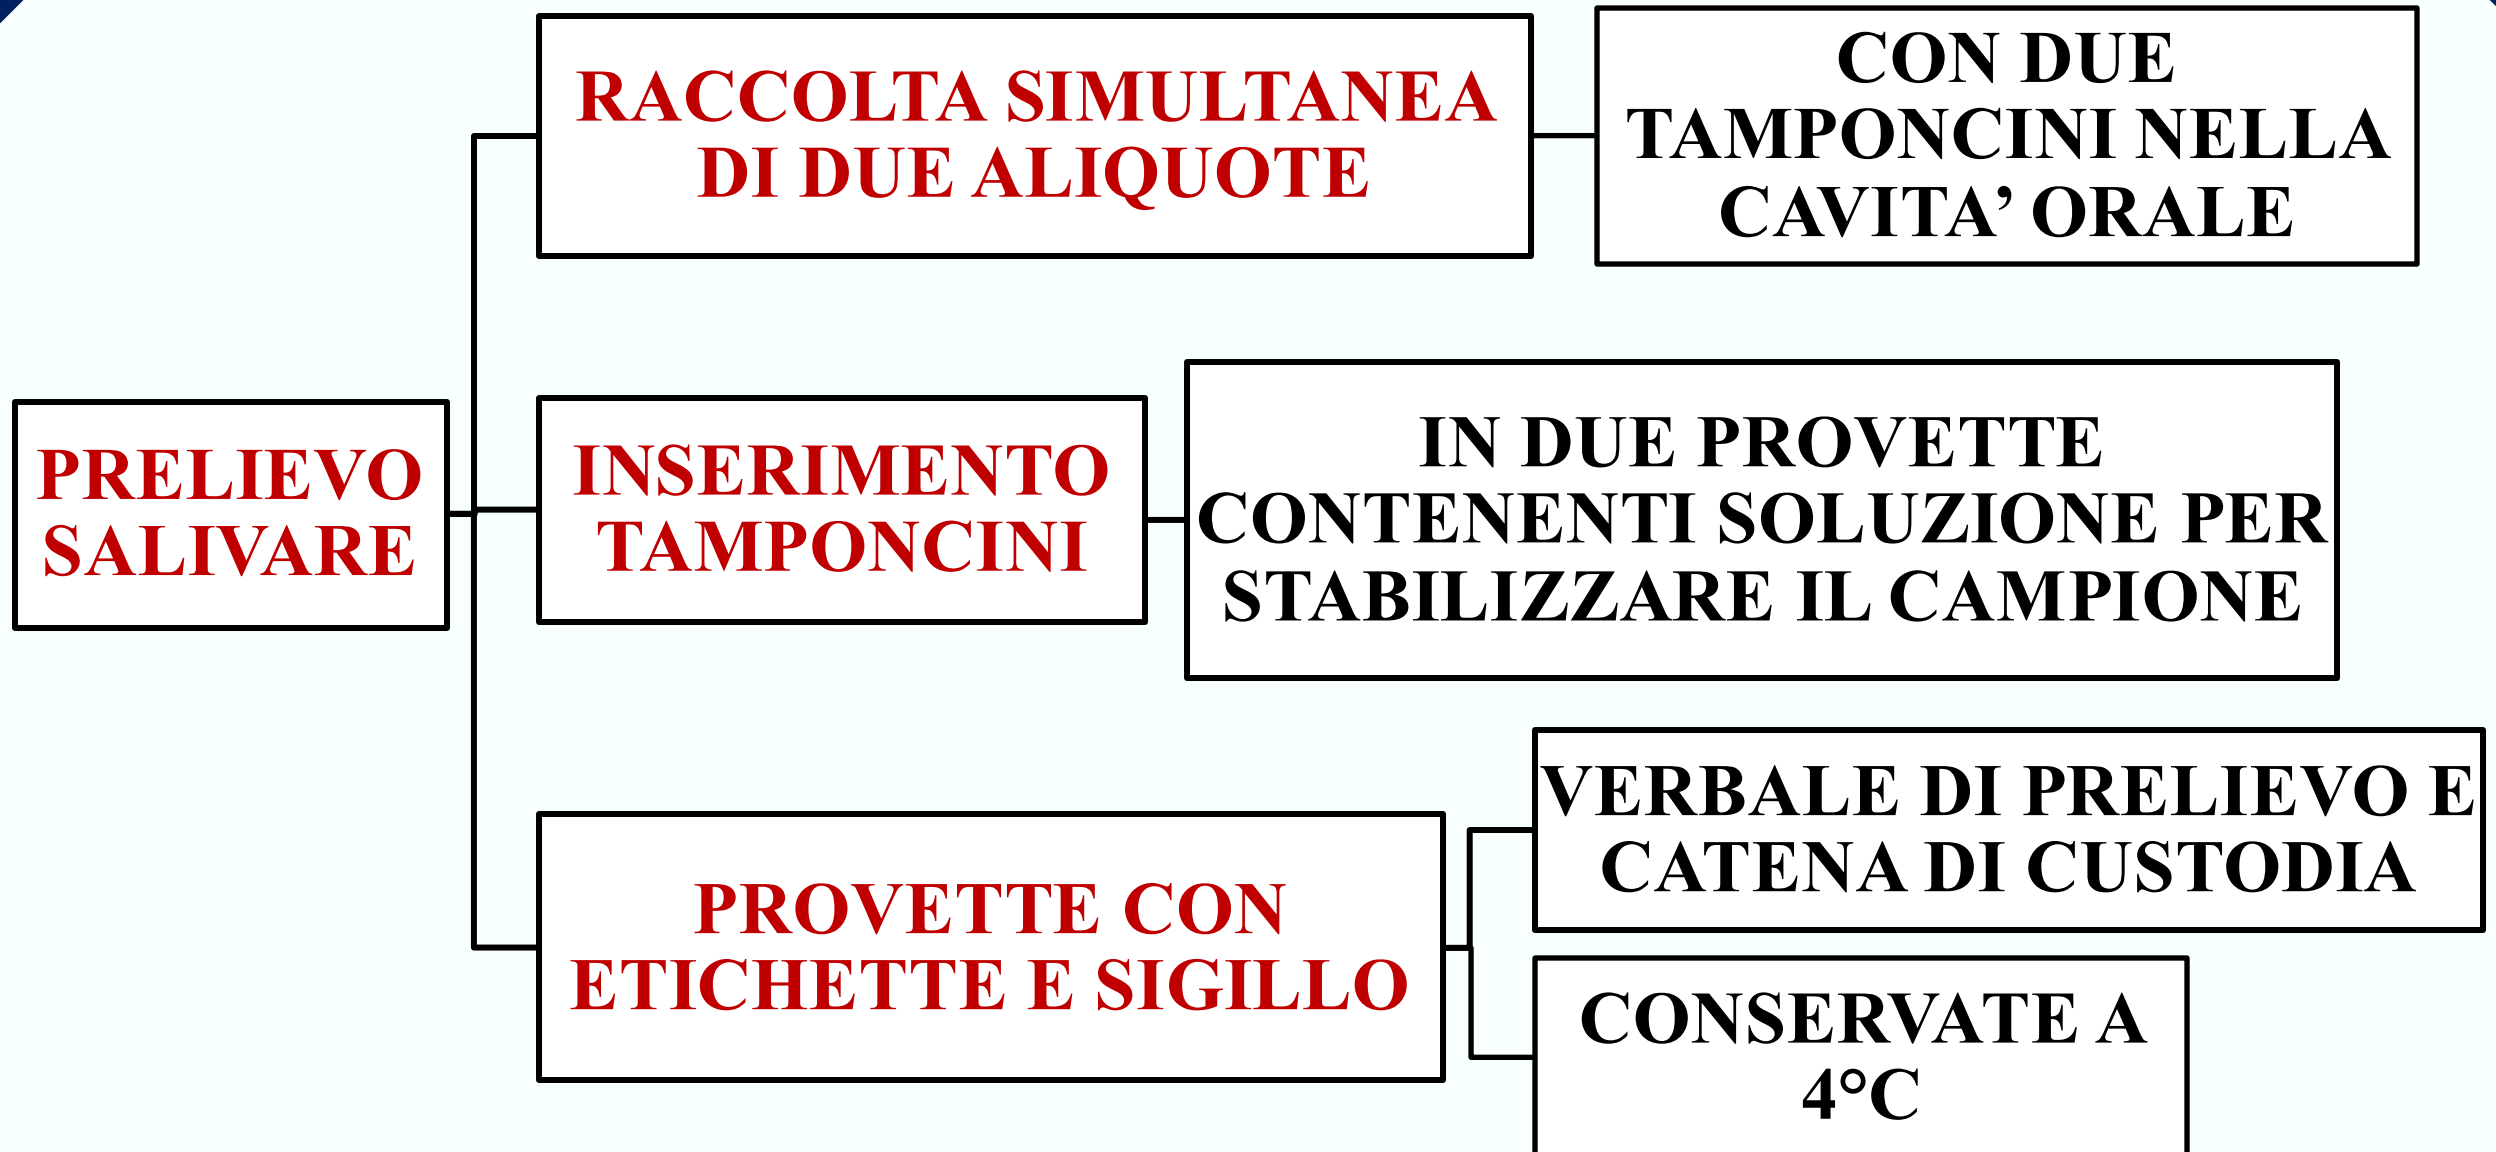 PRELIEVO
SALIVARE
RACCOLTA SIMULTANEA
DI DUE ALIQUOTE
CON DUE
TAMPONCINI NELLA
CAVITA’ ORALE
INSERIMENTO
TAMPONCINI
IN DUE PROVETTE
CONTENENTI SOLUZIONE PER
STABILIZZARE IL CAMPIONE
PROVETTE CON
ETICHETTE E SIGILLO
VERBALE DI PRELIEVO E
CATENA DI CUSTODIA
CONSERVATE A
4°C